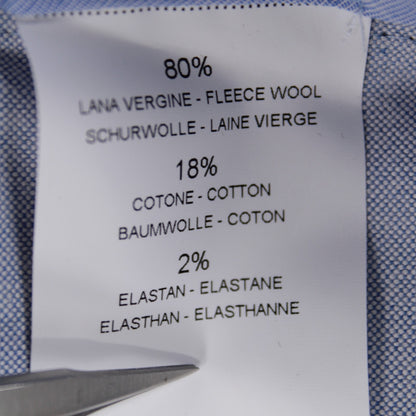 80%
LANA VERGINE - FLEECE WOOL
SCHURWOLLE - LAINE VIERGE
18%
COTONE - COTTON
BAUMWOLLE - COTON
2%
ELASTAN - ELASTANE
ELASTHAN - ELASTHANNE